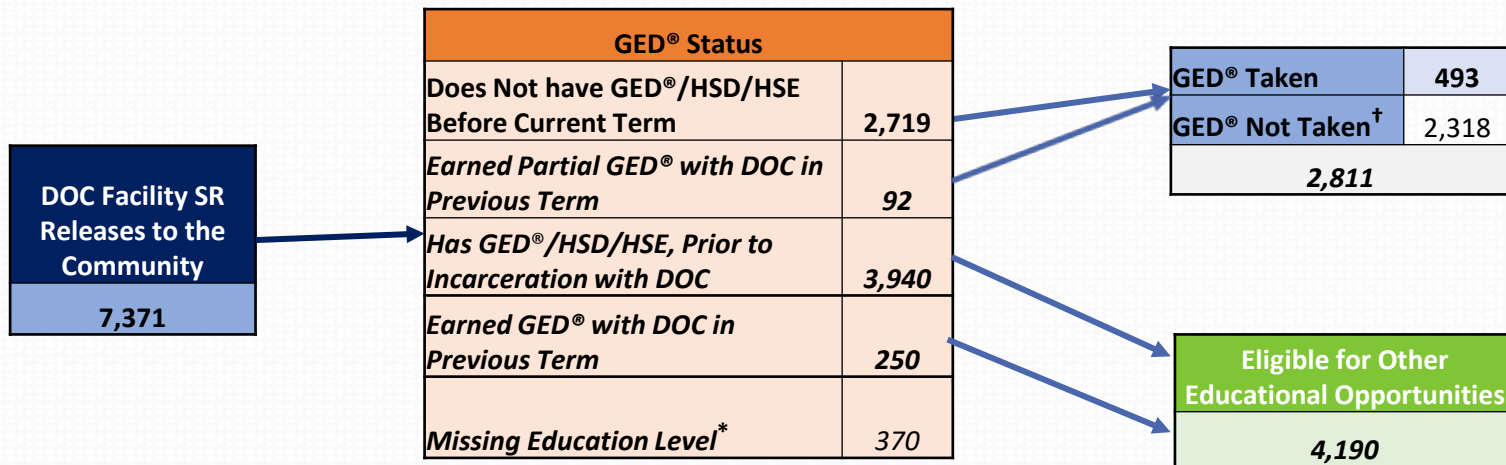 DOC Facility SR
Releases to the
Community
7,371
GED® Status
Does Not have GED®/HSD/HSE
Before Current Term
2,719
Earned Partial GED® with DOC in
Previous Term
92
Has GED®/HSD/HSE, Prior to
Incarceration with DOC
3,940
Earned GED® with DOC in
Previous Term
250
Missing Education Level*
370
GED® Taken
493
GED® Not Taken†
2,318
2,811
Eligible for Other
Educational Opportunities
4,190